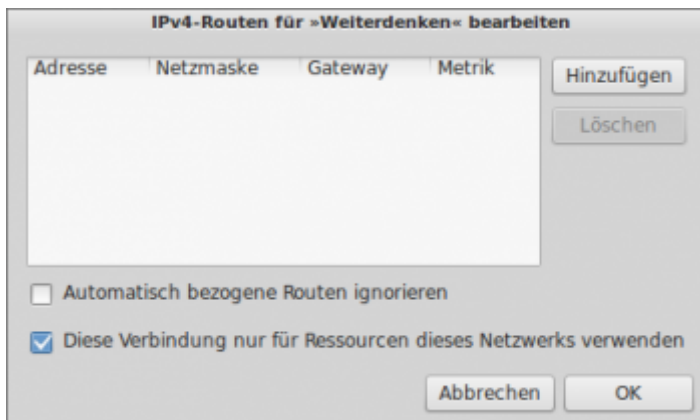 IPv4-Routen für »Weiterdenken« bearbeiten
Adresse Netzmaske Gateway Metrik
Hinzufügen
Löschen
Automatisch bezogene Routen ignorieren
Diese Verbindung nur für Ressourcen dieses Netzwerks verwenden
Abbrechen OK